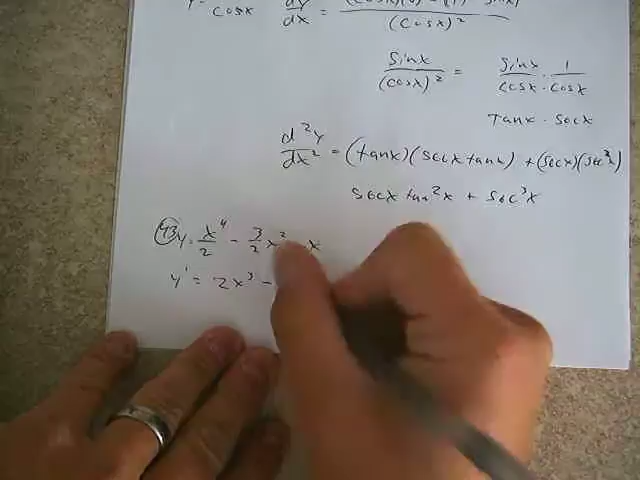 y = 1/cosx dy/dx = (cosx)(0) - (1)(-sinx)/(cosx)²
sinx/(cosx)² = sinx/cosx · 1/cosx
tanx · secx
d²y/dx² = (tanx)(secx tanx) + (secx)(sec²x)
secx tan²x + sec³x
43 y = x⁴/2 - 3/2 x² - x
y' = 2x³ -